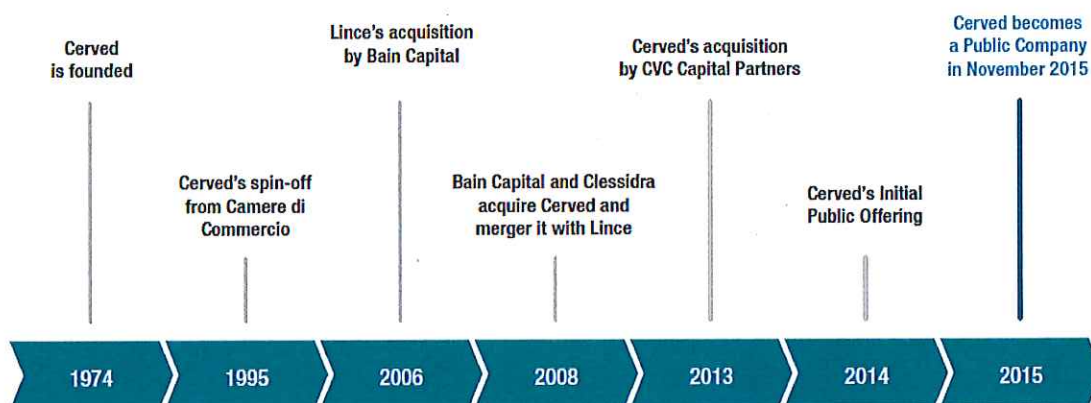 Cerved
is founded
Lince's acquisition
by Bain Capital
Cerved's acquisition
by CVC Capital Partners
Cerved becomes
a Public Company
in November 2015
Cerved's spin-off
from Camere di
Commercio
Bain Capital and Clessidra
acquire Cerved and
merger it with Lince
Cerved's Initial
Public Offering
1974
1995
2006
2008
2013
2014
2015